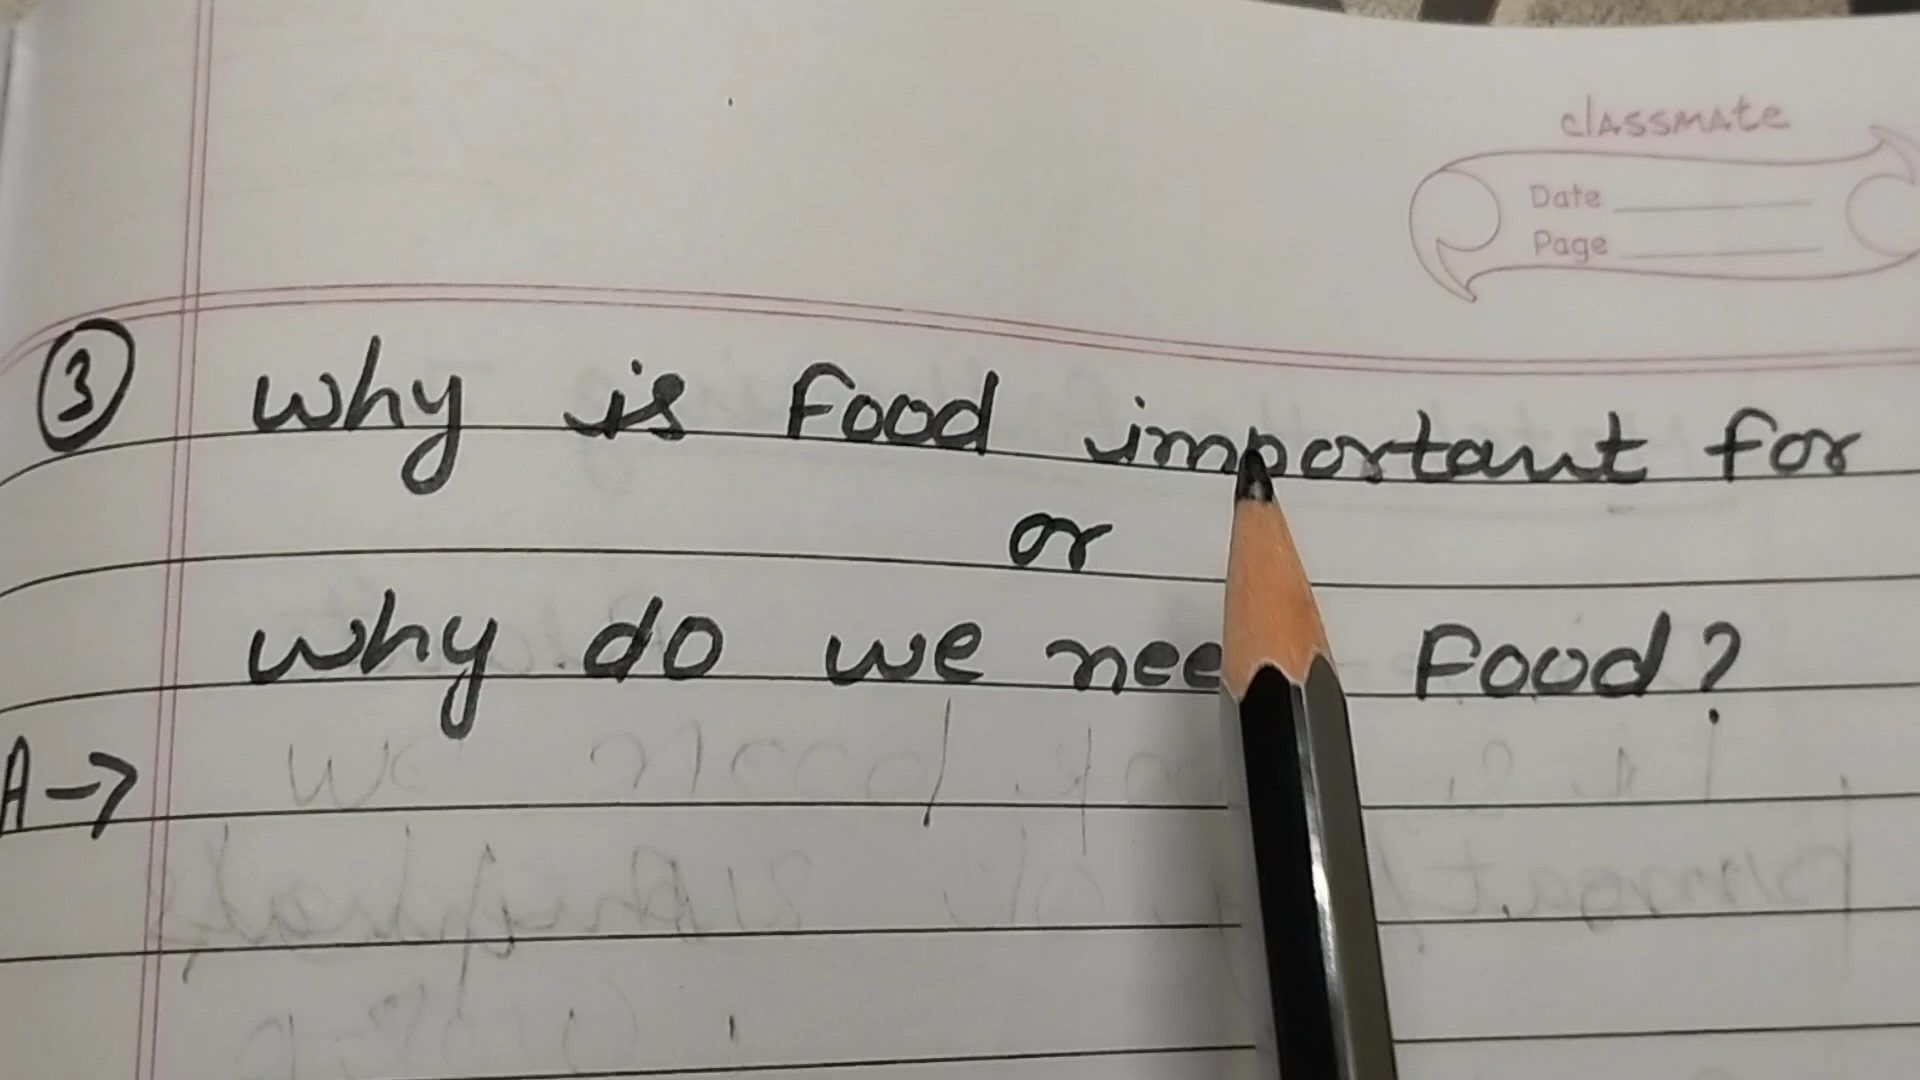 classmate
Date
Page
3 why is food important for
or
why do we nee food?
A →